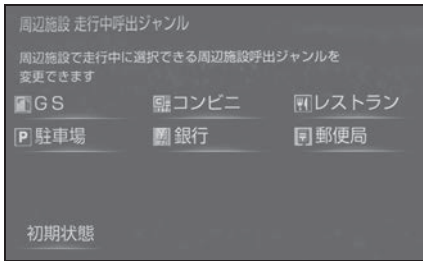 周辺施設 走行中呼出ジャンル
周辺施設で走行中に選択できる周辺施設呼出ジャンルを
変更できます
GS コンビニ レストラン
P 駐車場 銀行 郵便局
初期状態